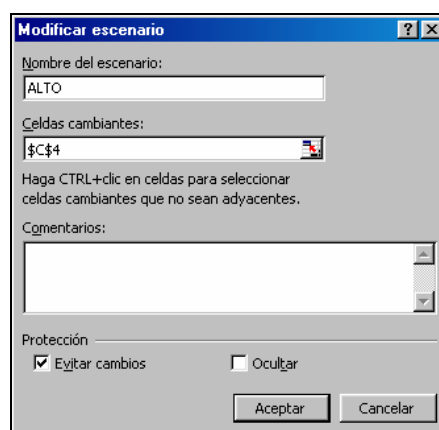 Modificar escenario
Nombre del escenario:
ALTO
Celdas cambiantes:
$C$4
Haga CTRL+clic en celdas para seleccionar
celdas cambiantes que no sean adyacentes.
Comentarios:
Protección
Evitar cambios Ocultar
Aceptar Cancelar